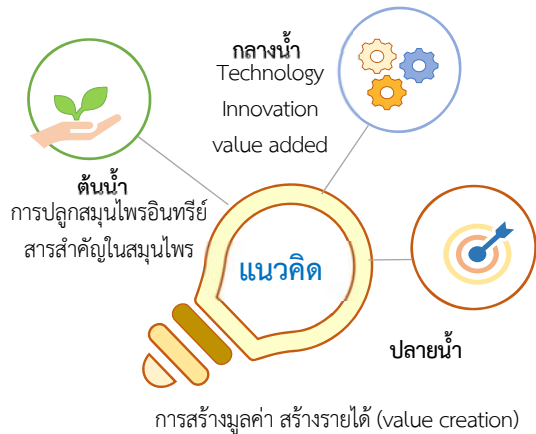 กลางน้ำ
Technology
Innovation
value added
ต้นน้ำ
การปลูกสมุนไพรอินทรีย์
สารสำคัญในสมุนไพร
แนวคิด
ปลายน้ำ
การสร้างมูลค่า สร้างรายได้ (value creation)